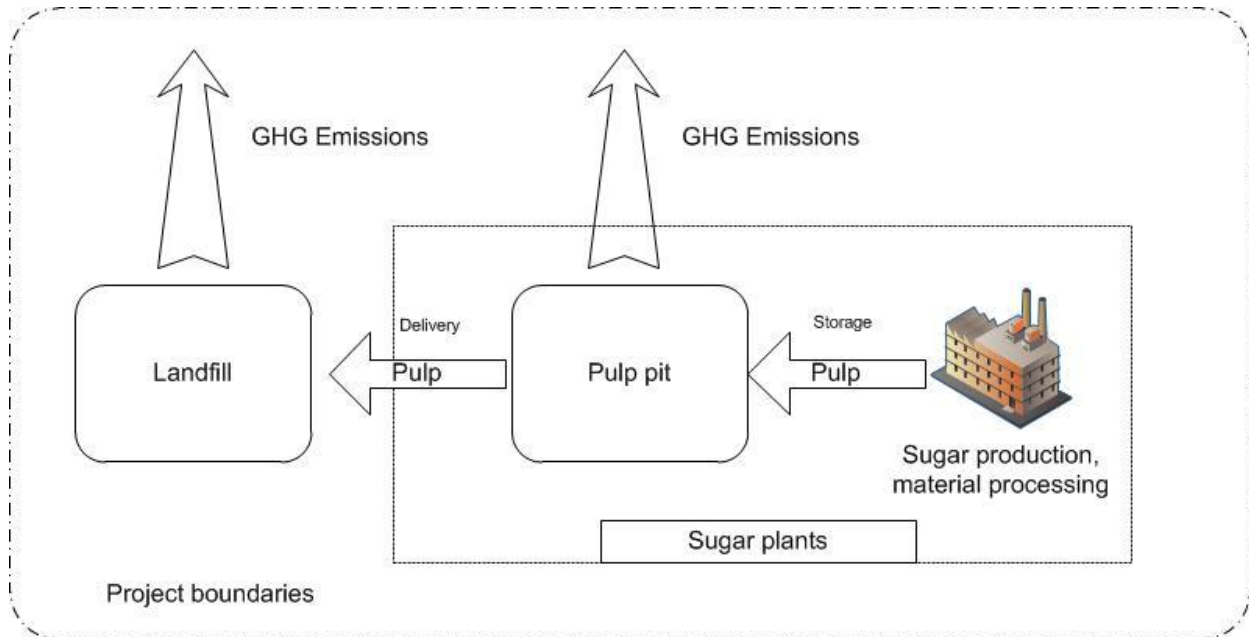 GHG Emissions
GHG Emissions
Landfill
Delivery
Pulp
Pulp pit
Storage
Pulp
Sugar production,
material processing
Sugar plants
Project boundaries